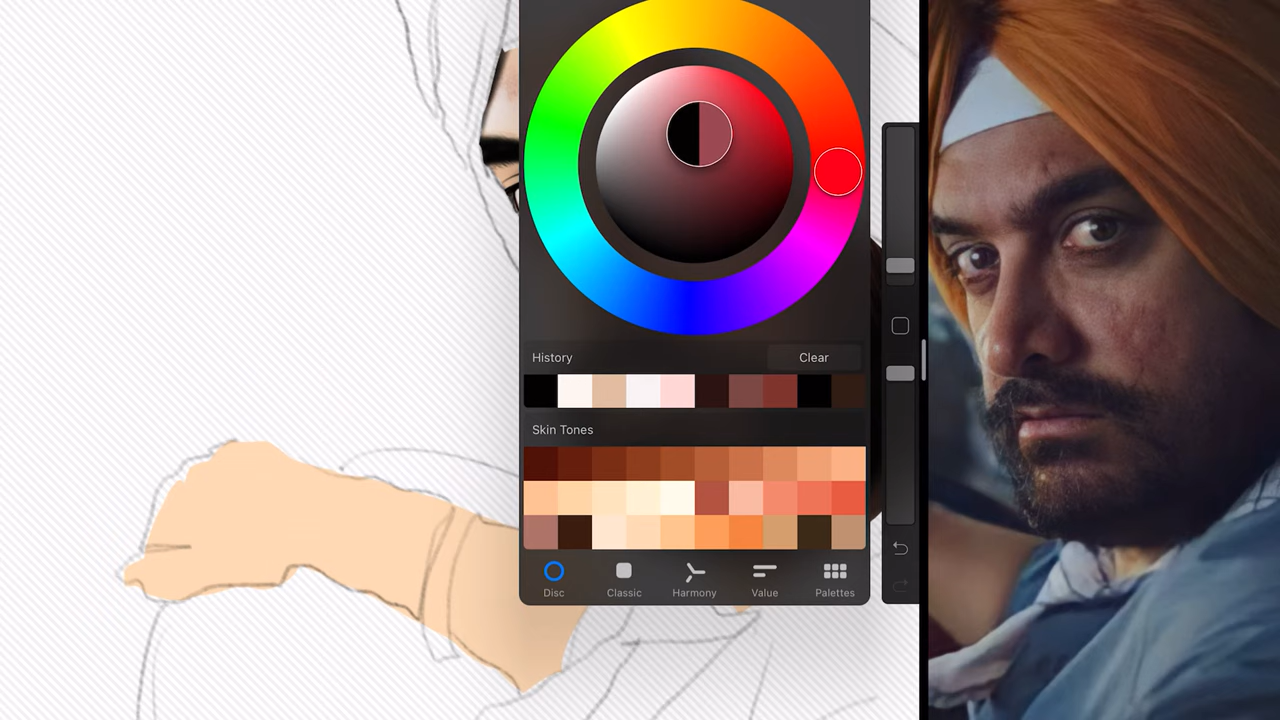 History
Clear
Skin Tones
Disc
Classic
Harmony
Value
Palettes